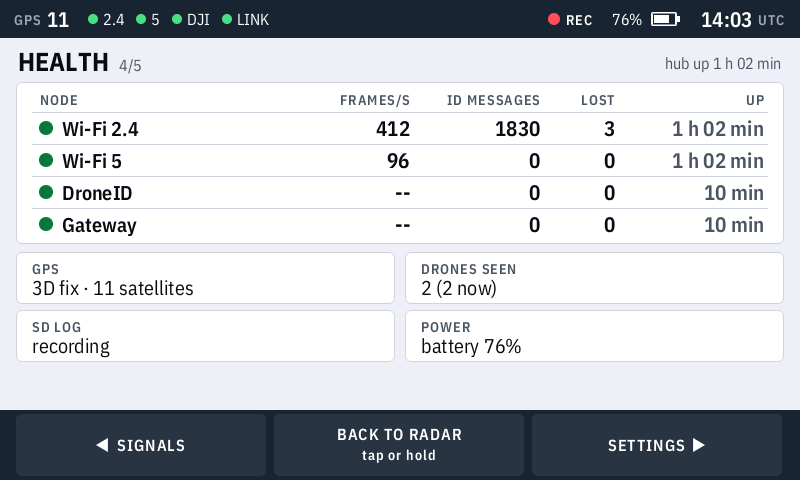 GPS 11 2.4 5 DJI LINK REC 76% 14:03 UTC
HEALTH 4/5 hub up 1 h 02 min
NODE FRAMES/S ID MESSAGES LOST UP
Wi-Fi 2.4 412 1830 3 1 h 02 min
Wi-Fi 5 96 0 0 1 h 02 min
DroneID -- 0 0 10 min
Gateway -- 0 0 10 min
GPS
3D fix · 11 satellites
DRONES SEEN
2 (2 now)
SD LOG
recording
POWER
battery 76%
SIGNALS
BACK TO RADAR
tap or hold
SETTINGS